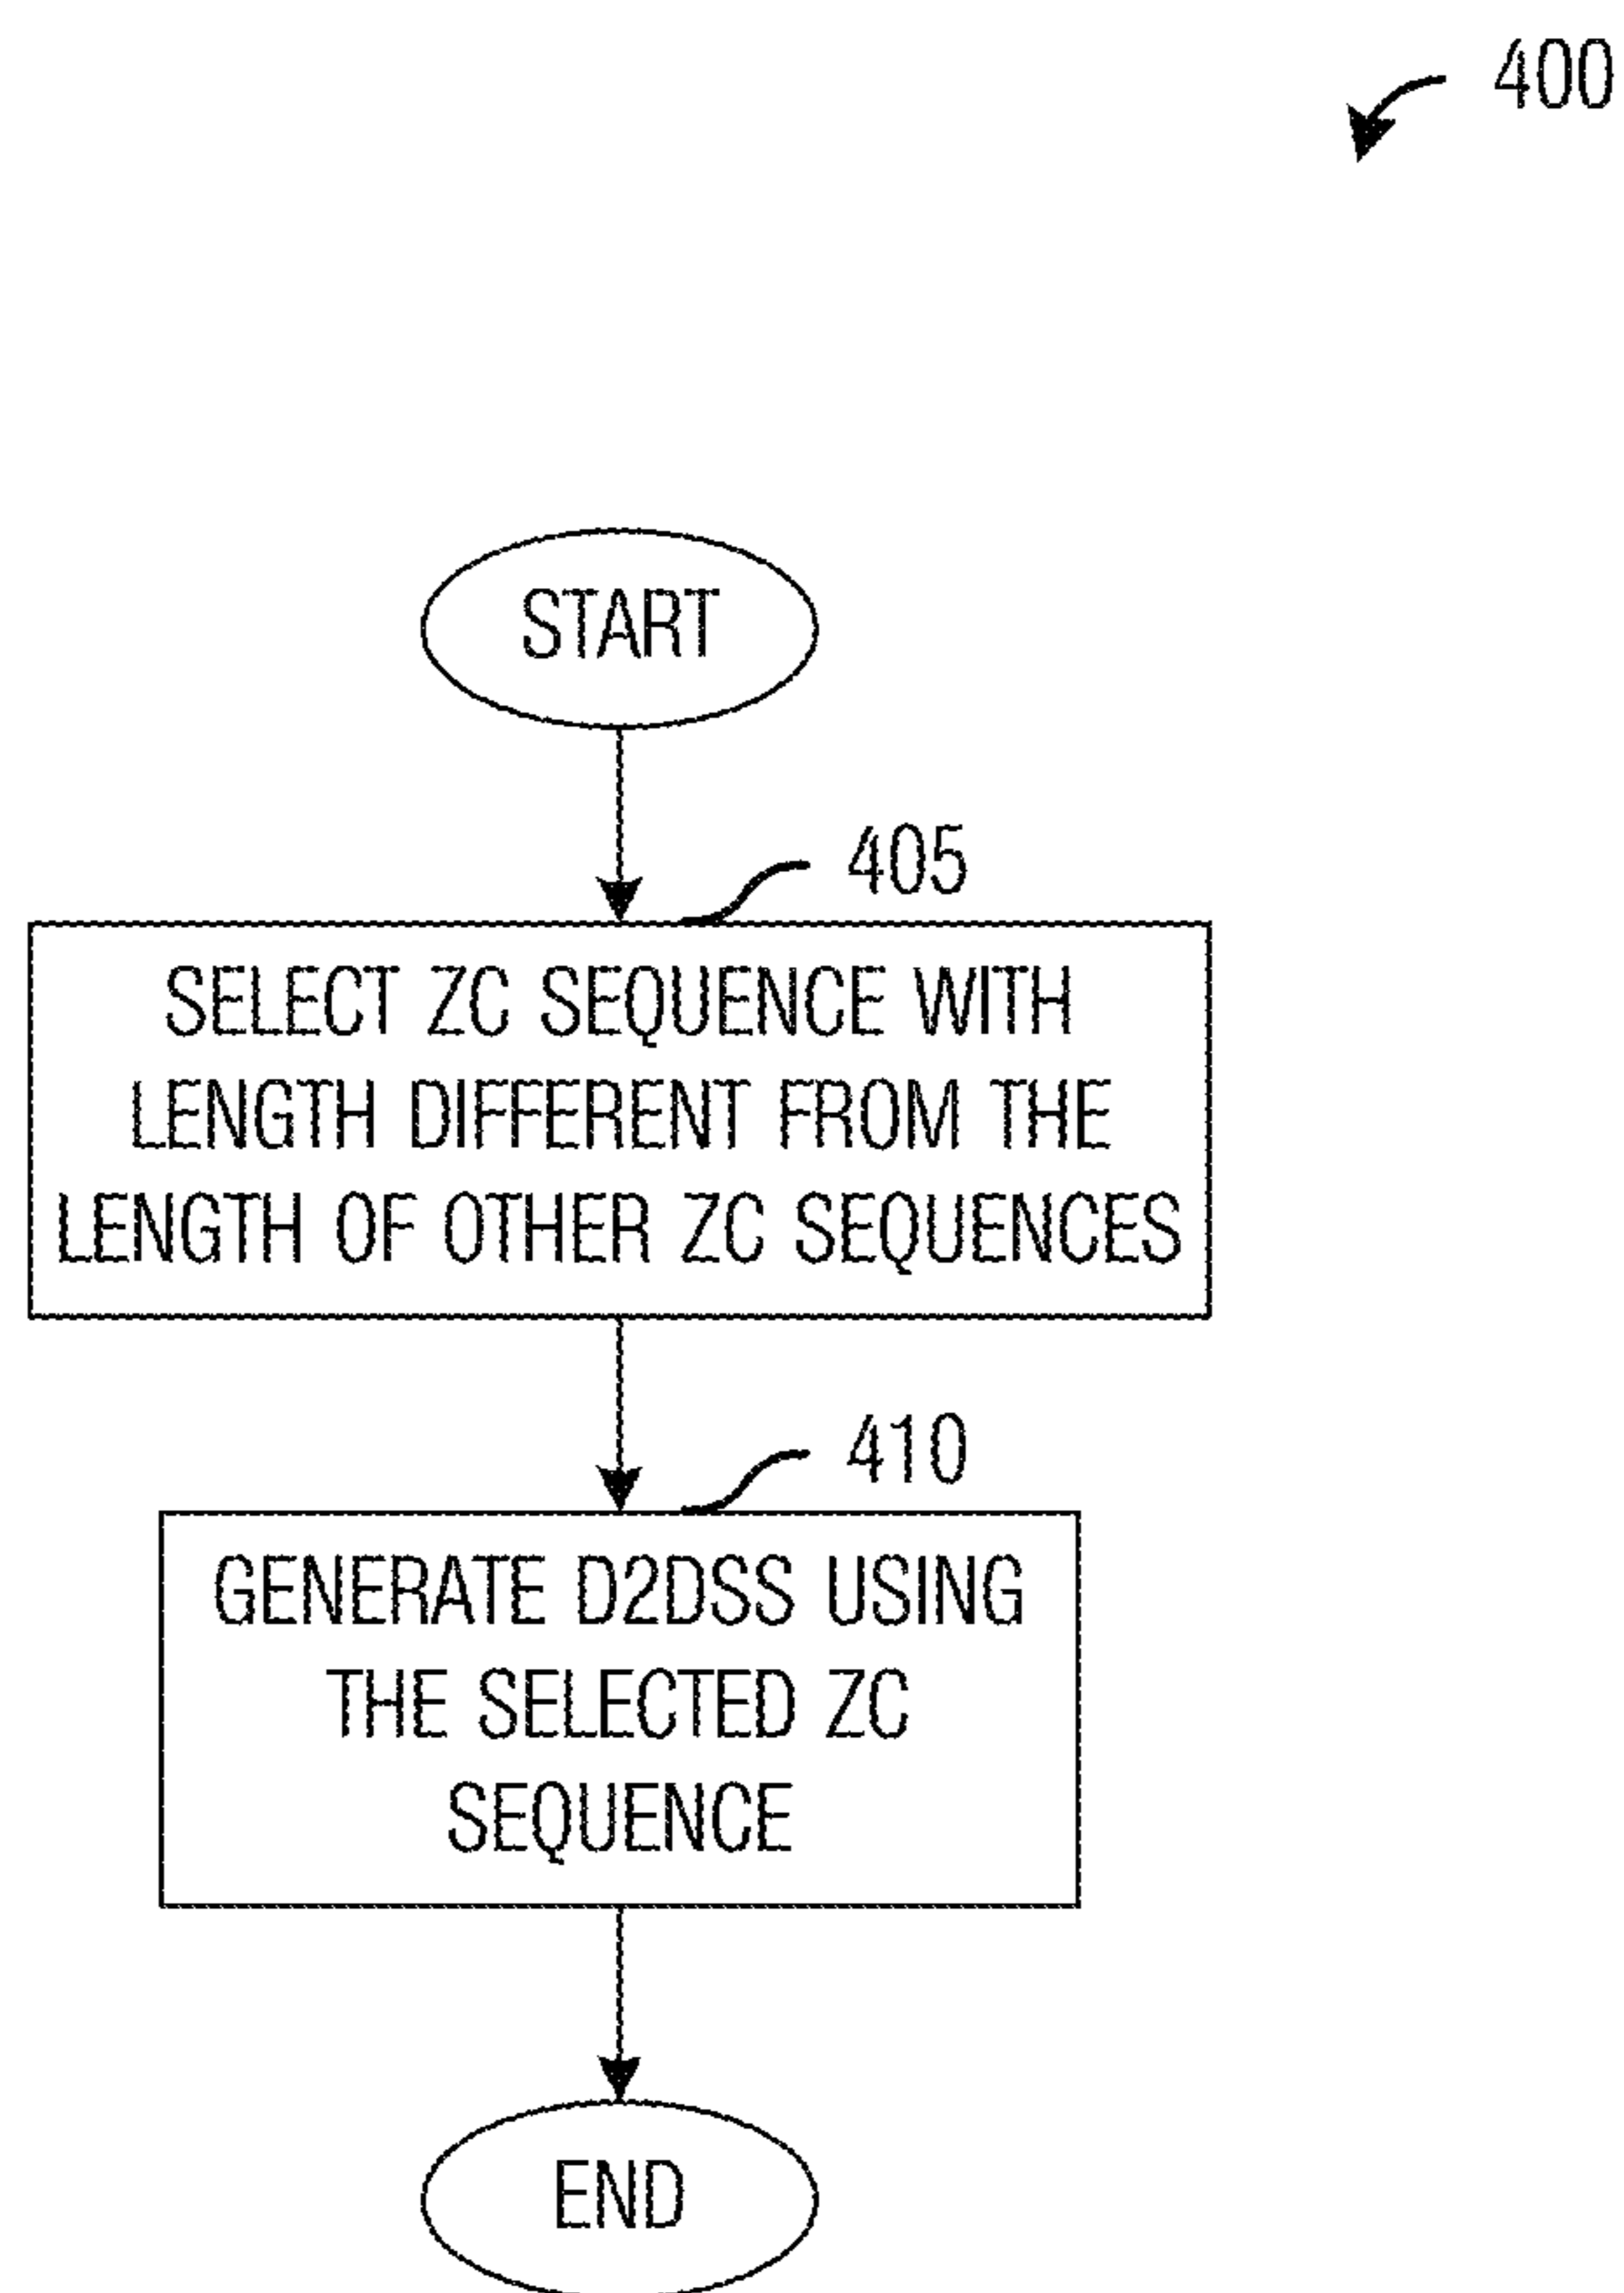 400
START
405
SELECT ZC SEQUENCE WITH
LENGTH DIFFERENT FROM THE
LENGTH OF OTHER ZC SEQUENCES
410
GENERATE D2DSS USING
THE SELECTED ZC
SEQUENCE
END